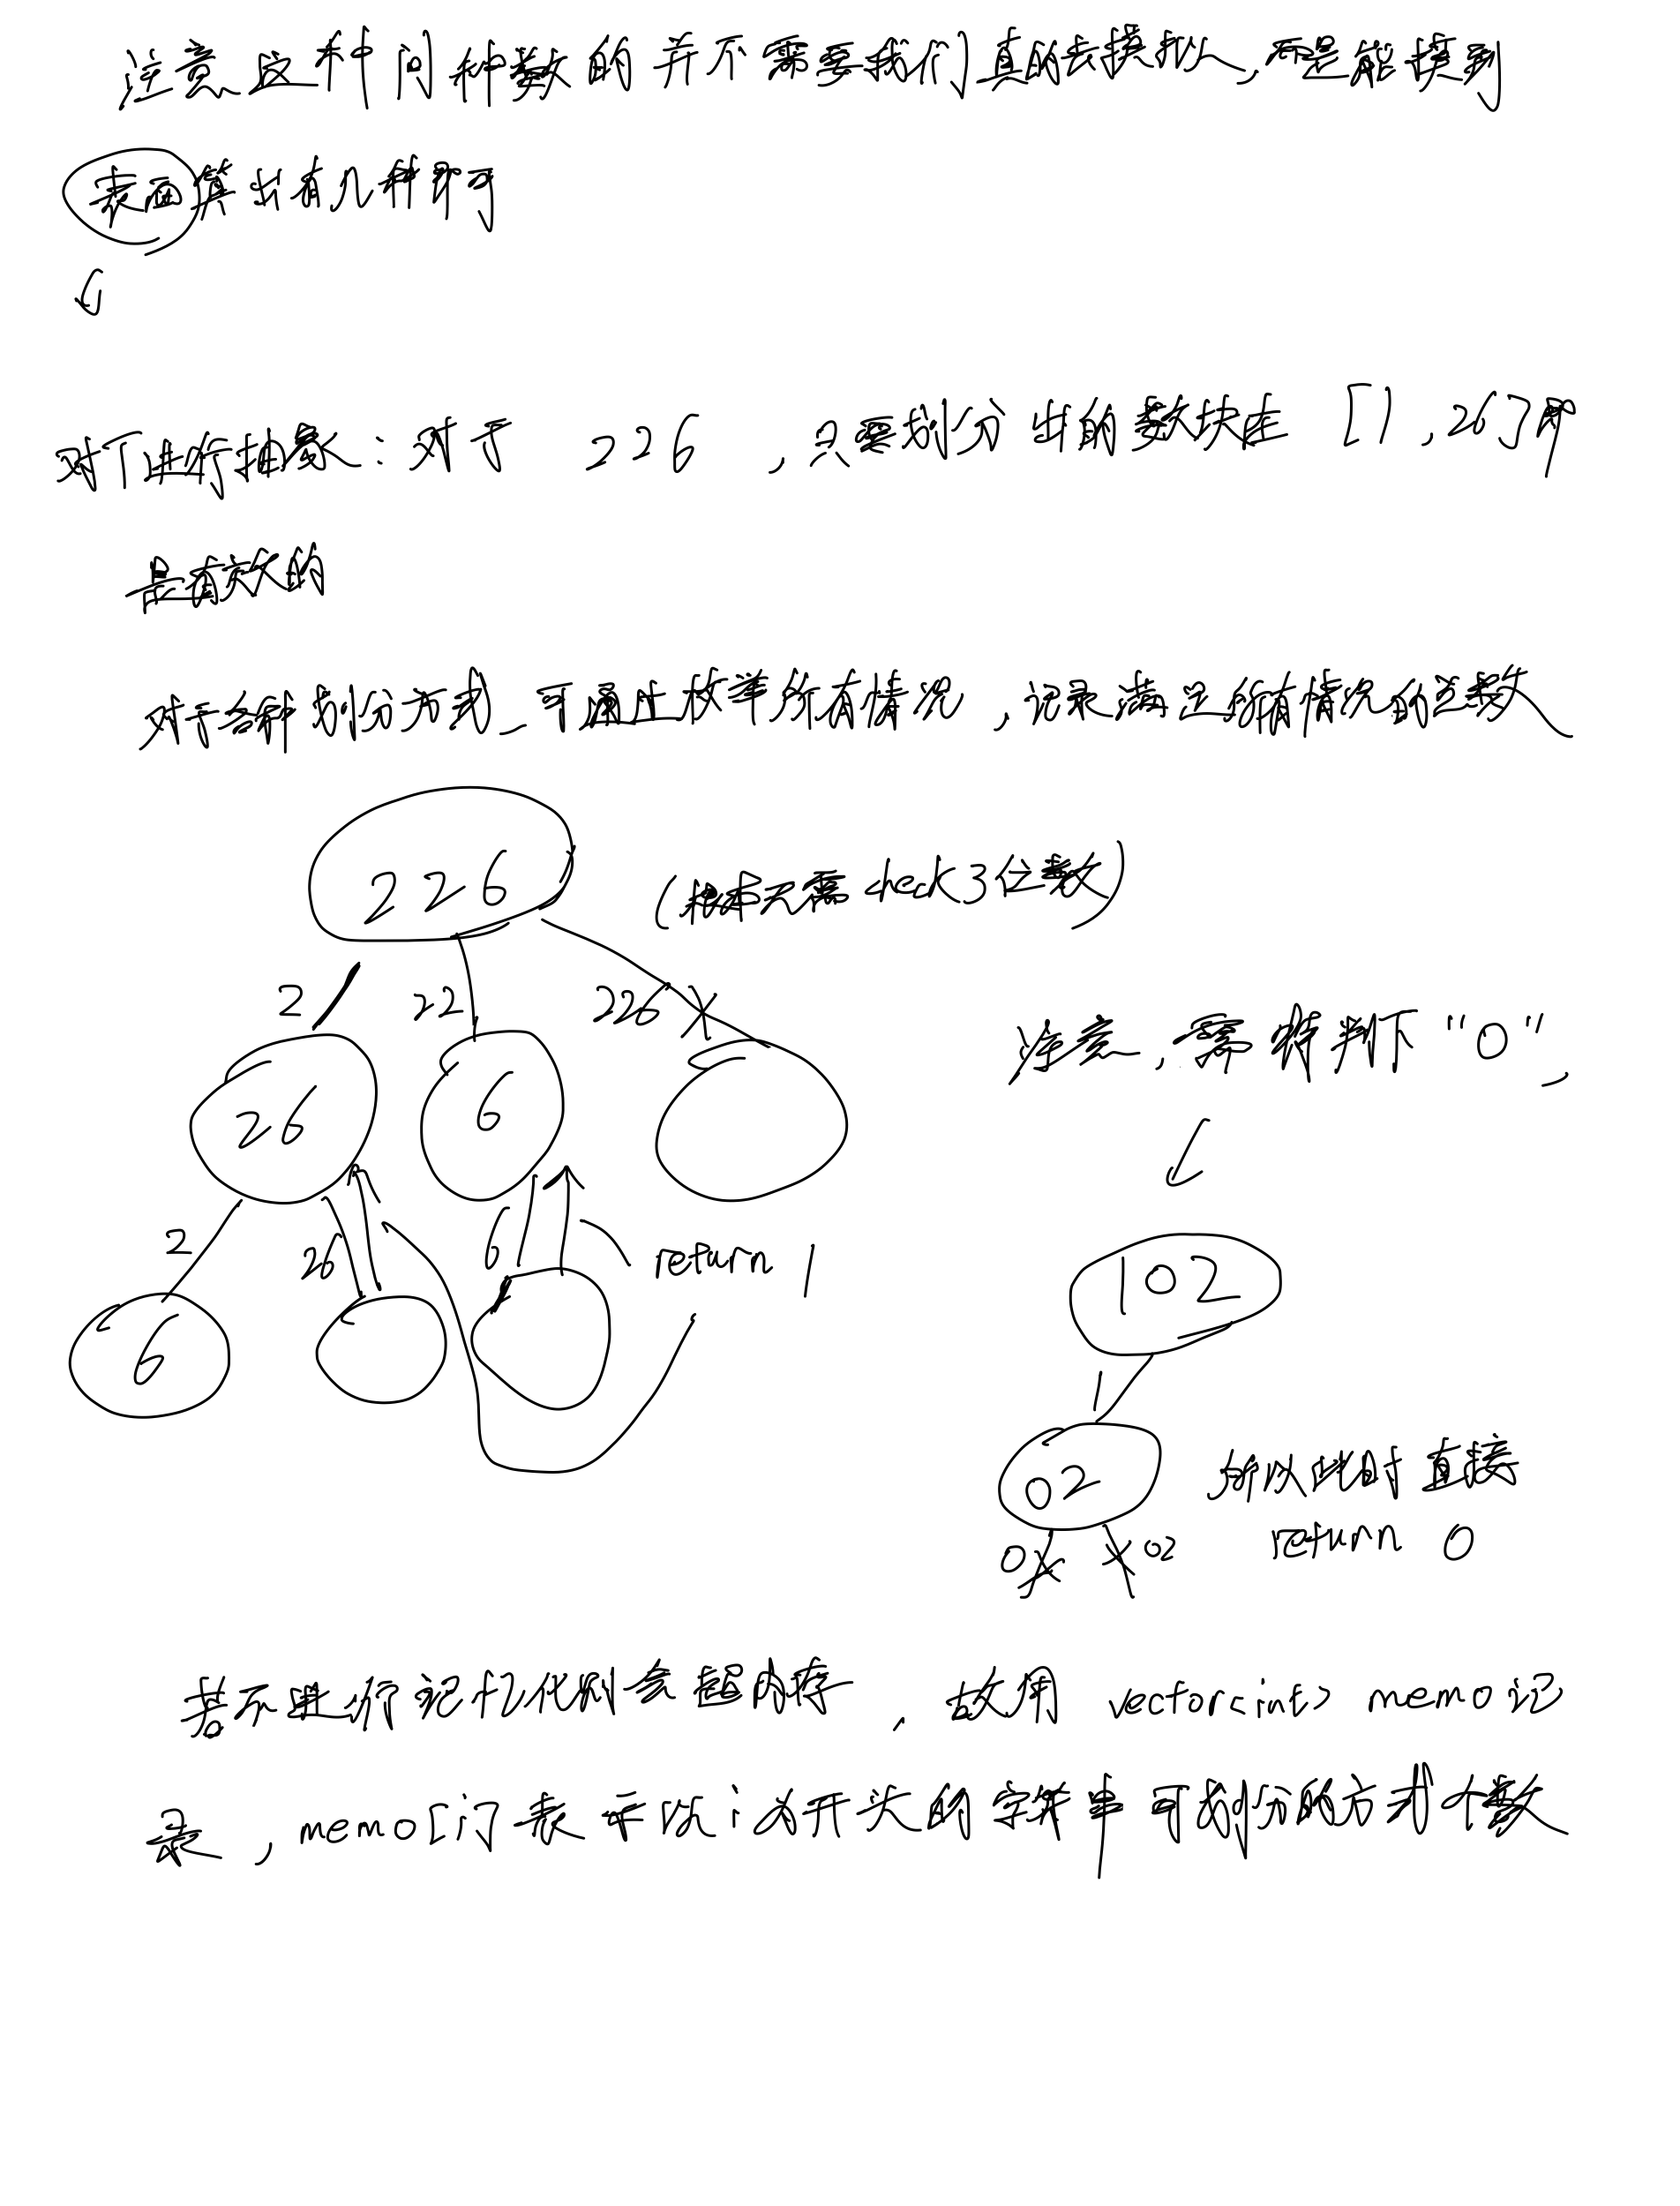 注意这种问种数的并不需要我们真的去模拟，而是能摸到
表面算出有几种即可
对下进行抽象：对于 226，只要划分出的数块在[1,26]即
是有效的
对于各种划分方式，可通过枚举所有情况，记录满足所有情况的总数
226
(根本无需check3位数)
2 22 226
注意，需特判下"0"，
26 6
2 26 6 return 1
102
6
1
02 所以此时直接
return 0
0 02
若不进行记忆化则会超内存，故用 vector<int> memo记
录，memo[i]表示以i为开头的字符串可划分的方式个数